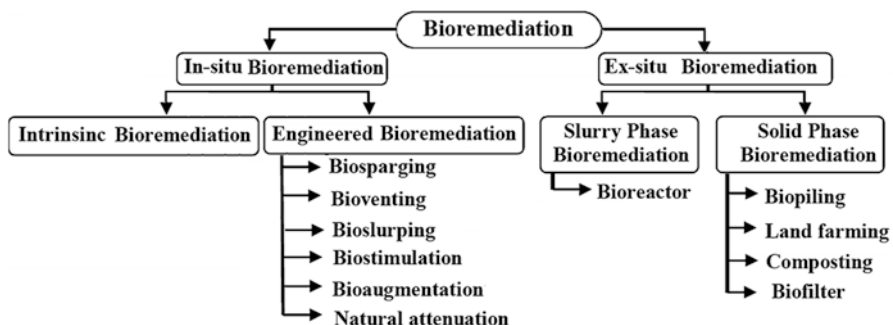 Bioremediation
In-situ Bioremediation
Ex-situ Bioremediation
Intrinsinc Bioremediation
Engineered Bioremediation
Biosparging
Bioventing
Bioslurping
Biostimulation
Bioaugmentation
Natural attenuation
Slurry Phase
Bioremediation
Bioreactor
Solid Phase
Bioremediation
Biopiling
Land farming
Composting
Biofilter